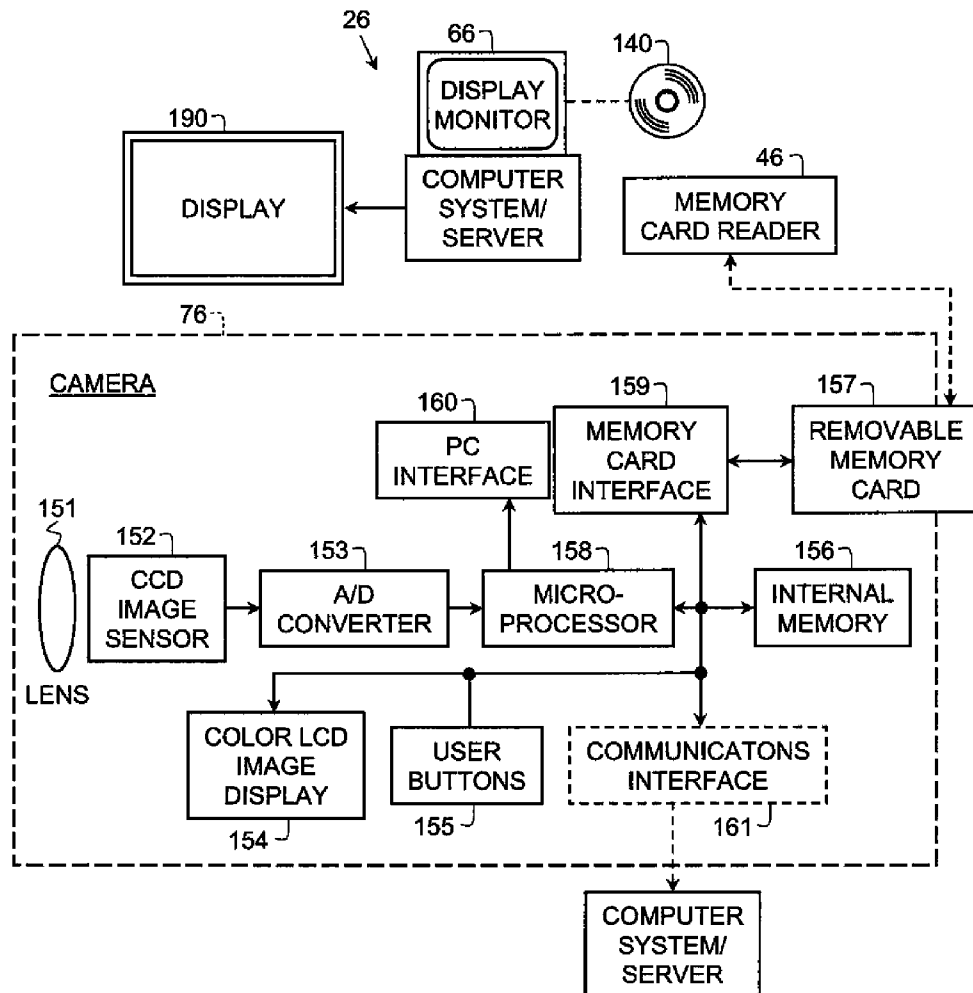 26
66
140
DISPLAY
MONITOR
190
46
DISPLAY
COMPUTER
SYSTEM/
SERVER
MEMORY
CARD READER
76
CAMERA
160
159
157
PC
INTERFACE
MEMORY
CARD
INTERFACE
REMOVABLE
MEMORY
CARD
151
152
153
158
156
CCD
IMAGE
SENSOR
A/D
CONVERTER
MICRO-
PROCESSOR
INTERNAL
MEMORY
LENS
COLOR LCD
IMAGE
DISPLAY
USER
BUTTONS
COMMUNICATONS
INTERFACE
154
155
161
COMPUTER
SYSTEM/
SERVER